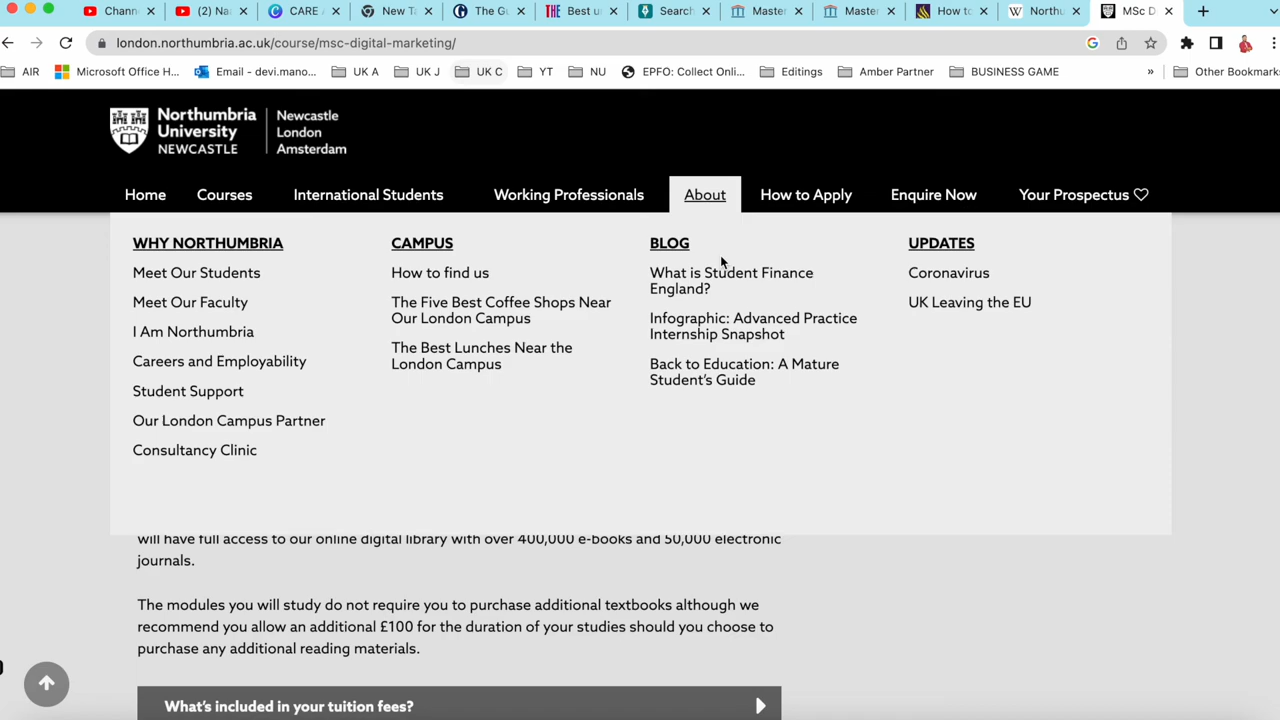 Chann
(2) Na
CARE
New T
The G
THE Best u
Search
Master
Master
How to
North
MSc D
london.northumbria.ac.uk/course/msc-digital-marketing/
AIR
Microsoft Office H...
Email - devi.mano...
UK A
UK J
UK C
YT
NU
EPFO: Collect Onli...
Editings
Amber Partner
BUSINESS GAME
»
Other Bookmarks
Northumbria
University
NEWCASTLE
Newcastle
London
Amsterdam
Home
Courses
International Students
Working Professionals
About
How to Apply
Enquire Now
Your Prospectus
WHY NORTHUMBRIA
Meet Our Students
Meet Our Faculty
I Am Northumbria
Careers and Employability
Student Support
Our London Campus Partner
Consultancy Clinic
CAMPUS
How to find us
The Five Best Coffee Shops Near
Our London Campus
The Best Lunches Near the
London Campus
BLOG
What is Student Finance
England?
Infographic: Advanced Practice
Internship Snapshot
Back to Education: A Mature
Student's Guide
UPDATES
Coronavirus
UK Leaving the EU
will have full access to our online digital library with over 400,000 e-books and 50,000 electronic
journals.
The modules you will study do not require you to purchase additional textbooks although we
recommend you allow an additional £100 for the duration of your studies should you choose to
purchase any additional reading materials.
What's included in your tuition fees?